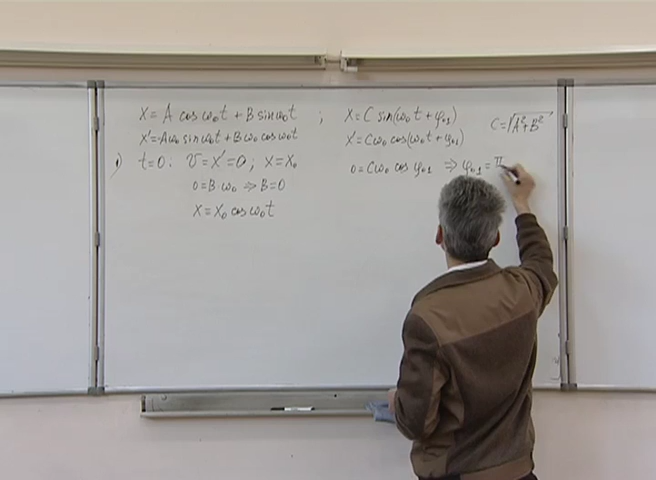 x = A cos ω₀t + B sin ω₀t ; x = C sin(ω₀t + φ₀₁) C = √A² + B²
x' = -Aω₀ sin ω₀t + Bω₀ cos ω₀t x' = Cω₀ cos(ω₀t + φ₀₁)
1) t = 0 : v = x' = 0 ; x = x₀ 0 = Cω₀ cos φ₀₁ ⇒ φ₀₁ = π
0 = B · ω₀ ⇒ B = 0
x = x₀ cos ω₀t